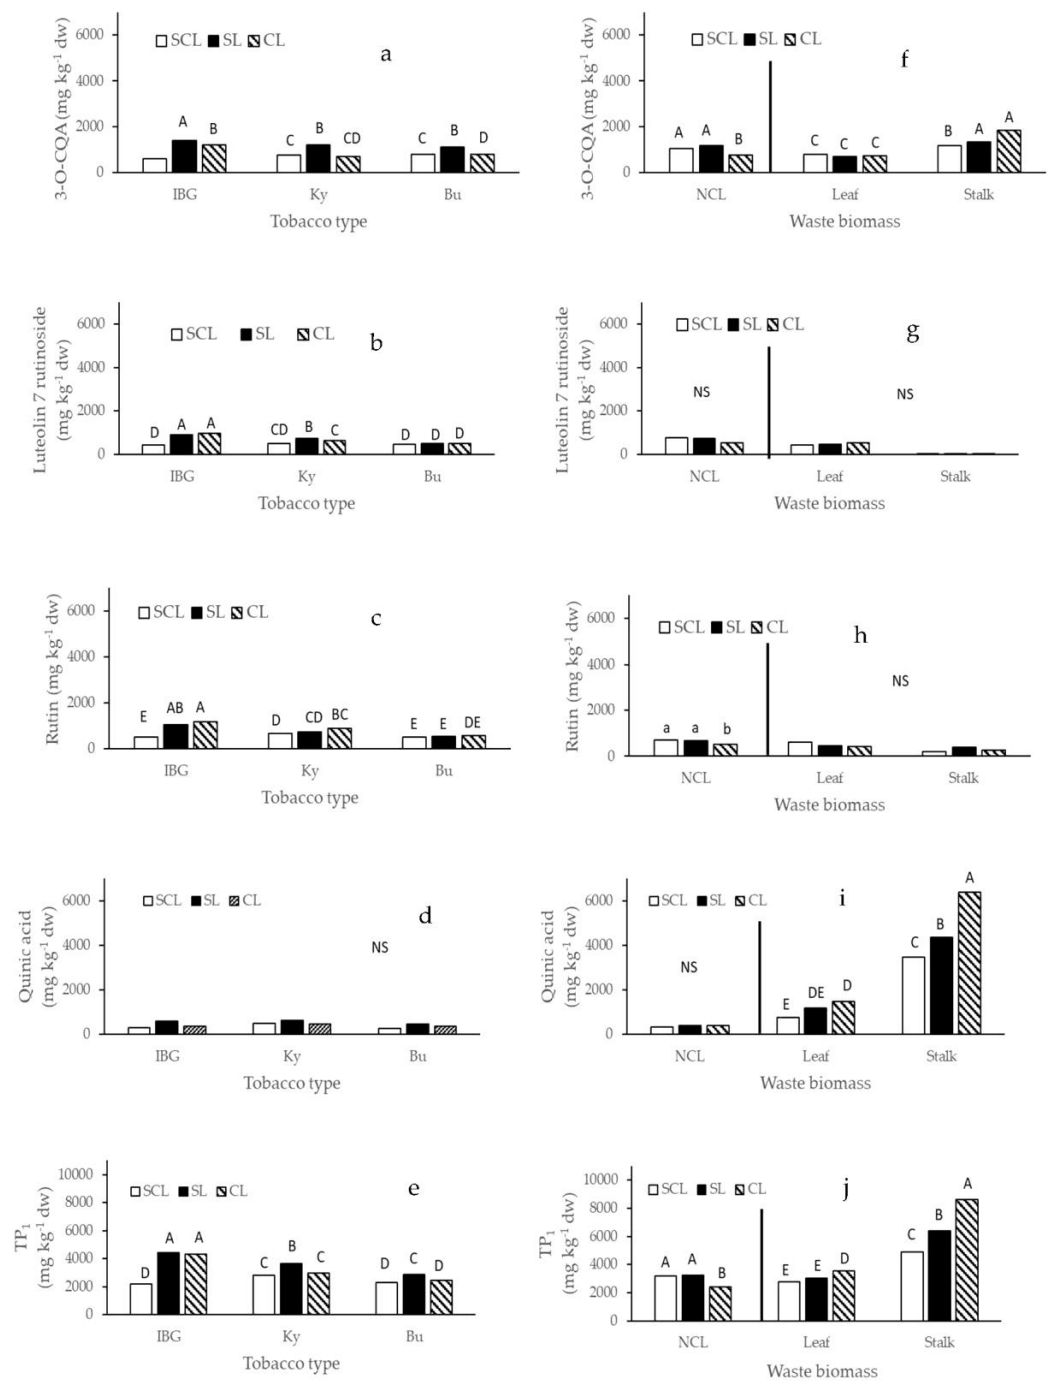 3-O-CQA (mg kg-1 dw)
6000
4000
2000
0
SCL SL CL
a
A B C B CD C B D
IBG Ky Bu
Tobacco type
3-O-CQA (mg kg-1 dw)
6000
4000
2000
0
SCL SL CL
f
A A B C C C B A A
NCL Leaf Stalk
Waste biomass
Luteolin 7 rutinoside
(mg kg-1 dw)
6000
4000
2000
0
SCL SL CL
b
D A A CD B C D D D
IBG Ky Bu
Tobacco type
Luteolin 7 rutinoside
(mg kg-1 dw)
6000
4000
2000
0
SCL SL CL
g
NS NS
NCL Leaf Stalk
Waste biomass
Rutin (mg kg-1 dw)
6000
4000
2000
0
SCL SL CL
c
E AB A D CD BC E E DE
IBG Ky Bu
Tobacco type
Rutin (mg kg-1 dw)
6000
4000
2000
0
SCL SL CL
h
NS
a a b
NCL Leaf Stalk
Waste biomass
Quinic acid
(mg kg-1 dw)
6000
4000
2000
0
SCL SL CL
d
NS
IBG Ky Bu
Tobacco type
Quinic acid
(mg kg-1 dw)
6000
4000
2000
0
SCL SL CL
i
NS E DE D C B A
NCL Leaf Stalk
Waste biomass
TP1
(mg kg-1 dw)
10000
8000
6000
4000
2000
0
SCL SL CL
e
D A A C B C D C D
IBG Ky Bu
Tobacco type
TP1
(mg kg-1 dw)
10000
8000
6000
4000
2000
0
SCL SL CL
j
A A B E E D C B A
NCL Leaf Stalk
Waste biomass